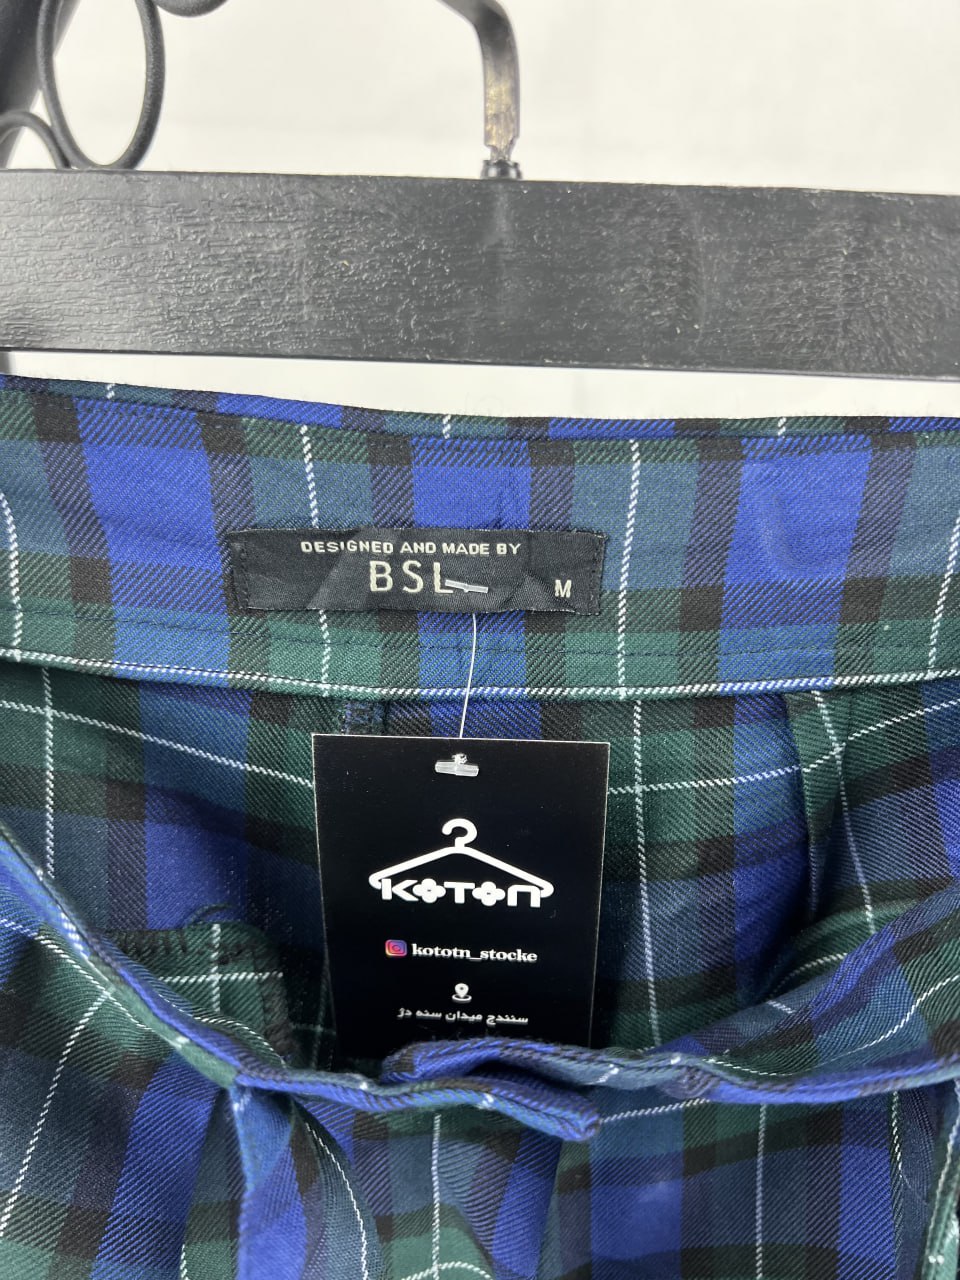 DESIGNED AND MADE BY
BSL
M
KOTON
kototn_stocke
سنندج میدان سنه دژ